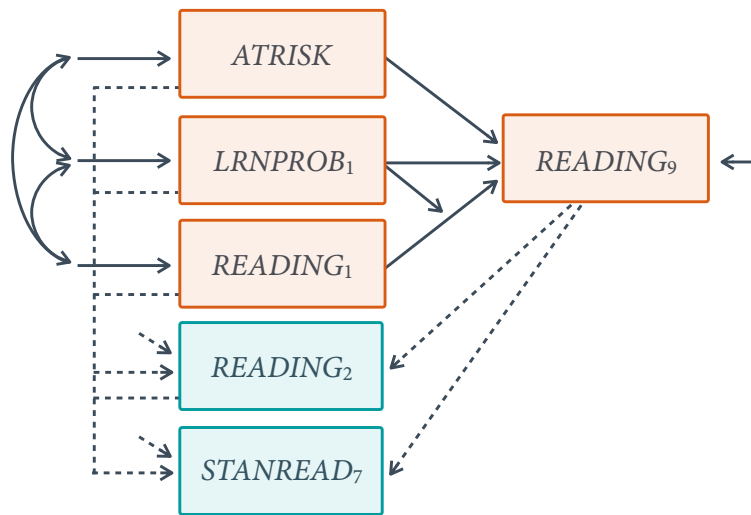 ATRISK
LRNPROB₁
READING₉
READING₁
READING₂
STANREAD₇